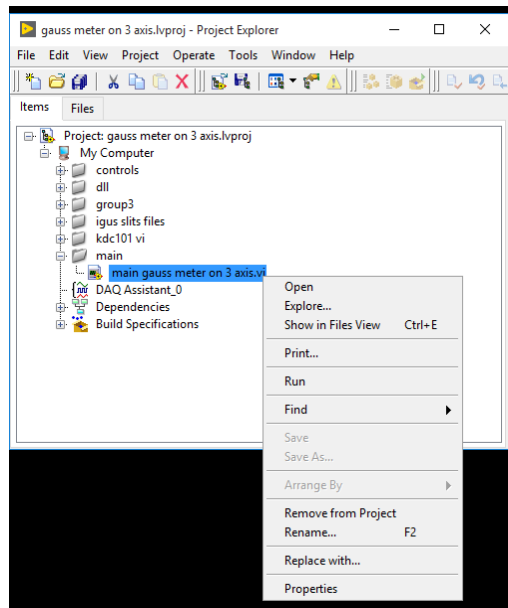 gauss meter on 3 axis.lvproj - Project Explorer
File Edit View Project Operate Tools Window Help
Items Files
Project: gauss meter on 3 axis.lvproj
My Computer
controls
dll
group3
igus slits files
kdc101 vi
main
main gauss meter on 3 axis.vi
DAQ Assistant_0
Dependencies
Build Specifications
Open
Explore...
Show in Files View Ctrl+E
Print...
Run
Find
Save
Save As...
Arrange By
Remove from Project
Rename... F2
Replace with...
Properties